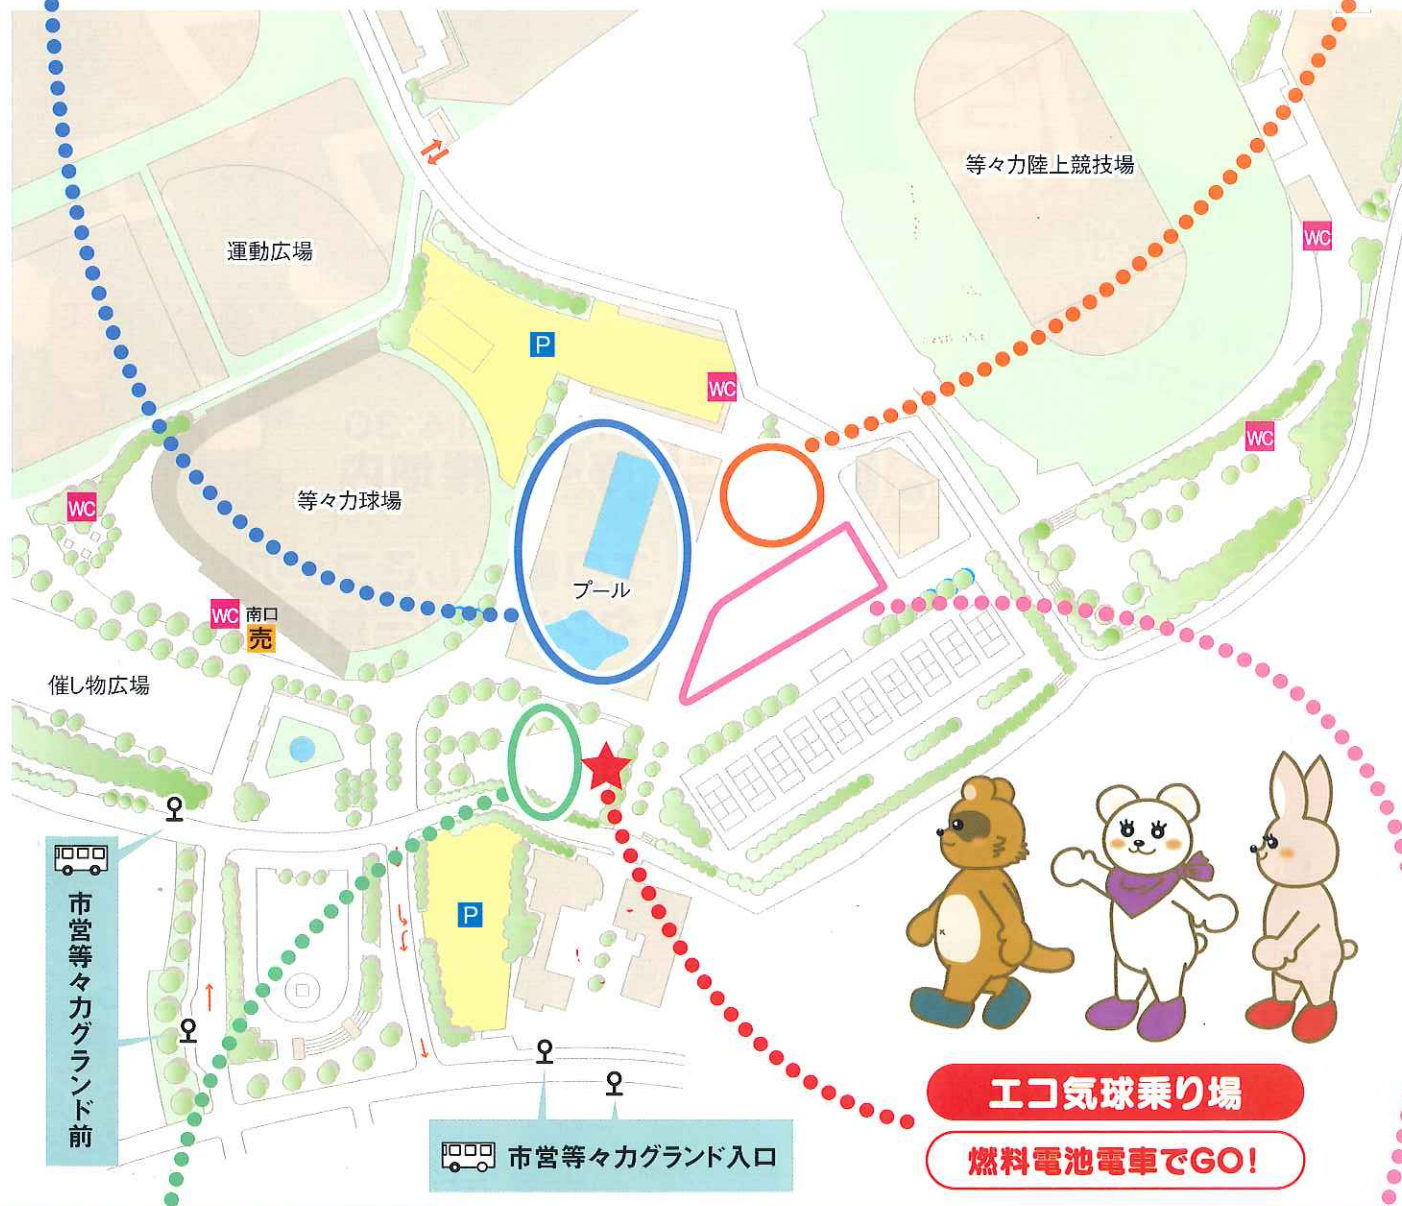 等々力陸上競技場
WC
運動広場
P
WC
WC
等々力球場
WC
プール
WC 南口
売
催し物広場
市営等々力グランド前
P
エコ気球乗り場
市営等々力グランド入口
燃料電池電車でGO!